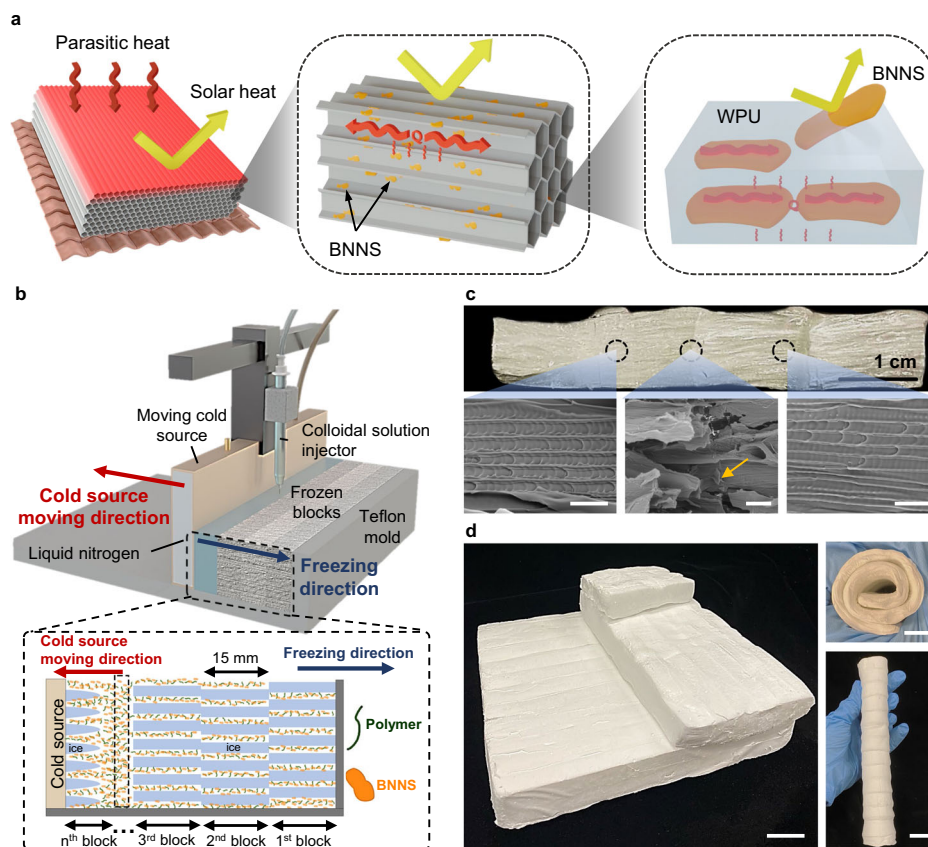 a
Parasitic heat
Solar heat
BNNS
WPU
BNNS
b
Moving cold
source
Colloidal solution
injector
Cold source
moving direction
Frozen
blocks
Teflon
mold
Liquid nitrogen
Freezing
direction
Cold source
moving direction
15 mm
Freezing direction
Cold source
ice
ice
Polymer
BNNS
nth block
...
3rd block
2nd block
1st block
c
1 cm
d